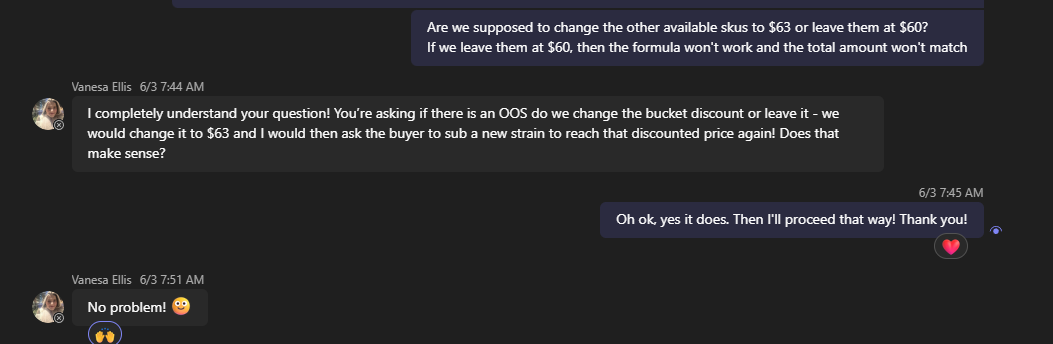 Are we supposed to change the other available skus to $63 or leave them at $60?
If we leave them at $60, then the formula won't work and the total amount won't match
Vanesa Ellis 6/3 7:44 AM
I completely understand your question! You're asking if there is an OOS do we change the bucket discount or leave it - we
would change it to $63 and I would then ask the buyer to sub a new strain to reach that discounted price again! Does that
make sense?
6/3 7:45 AM
Oh ok, yes it does. Then I'll proceed that way! Thank you!
Vanesa Ellis 6/3 7:51 AM
No problem!